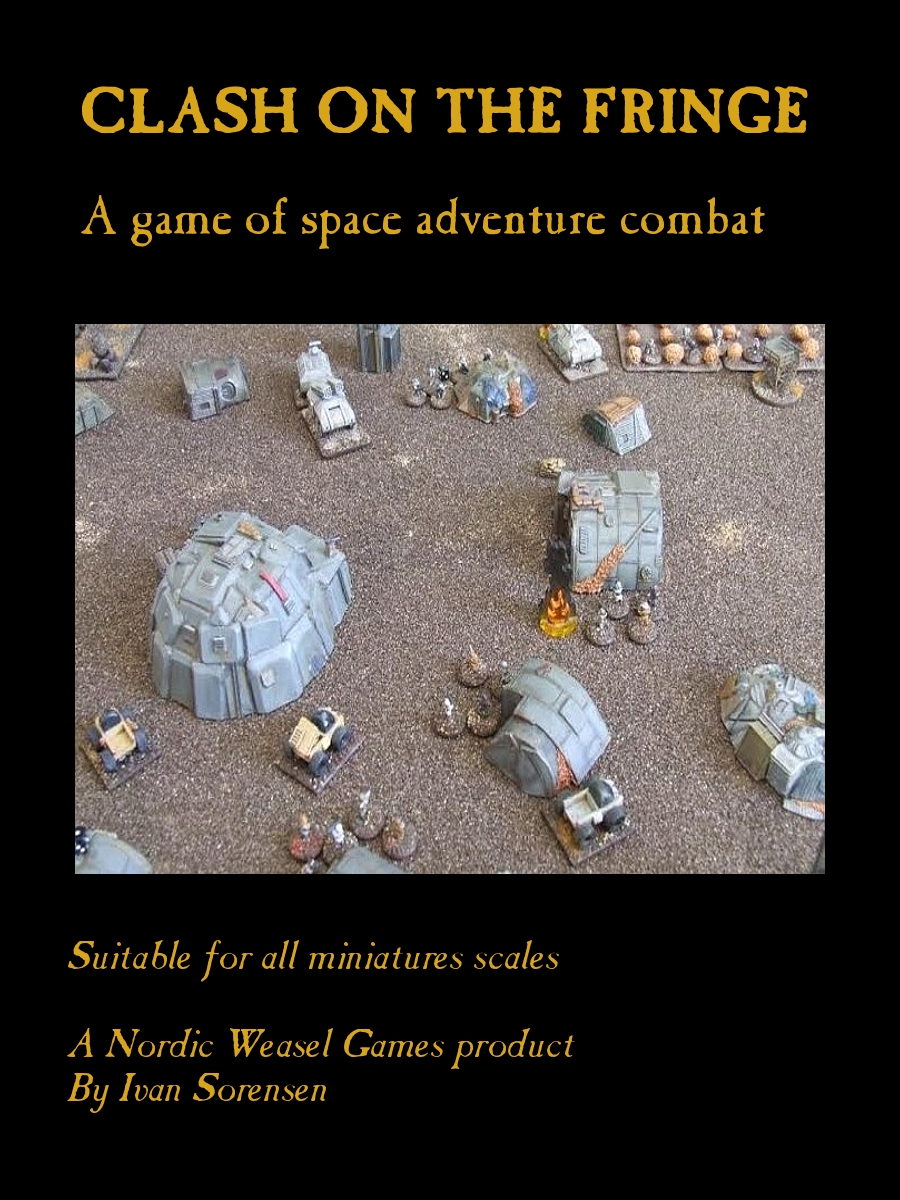 CLASH ON THE FRINGE
A game of space adventure combat
Suitable for all miniatures scales
A Nordic Weasel Games product
By Ivan Sorensen